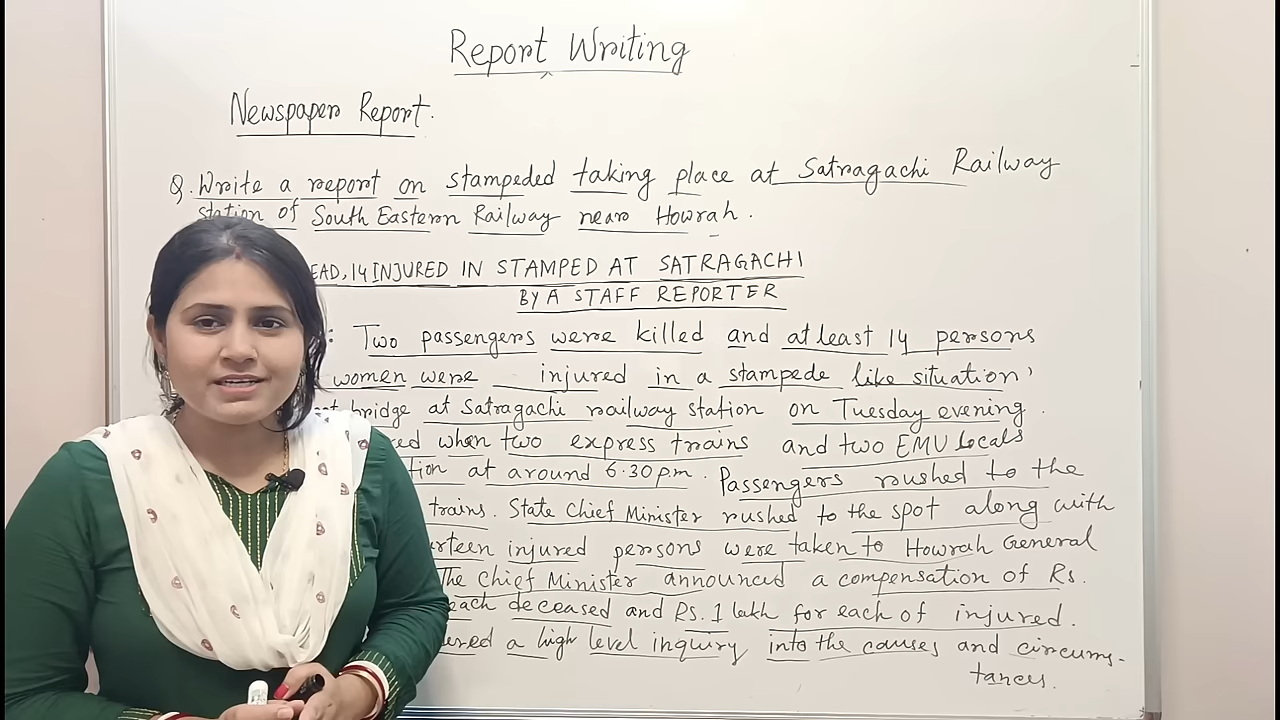 Report Writing
Newspaper Report.
Q. Write a report on stampeded taking place at Satragachi Railway
station of South Eastern Railway near Howrah.
EAD, 14 INJURED IN STAMPED AT SATRAGACHI
BY A STAFF REPORTER
: Two passengers were killed and at least 14 persons
women were injured in a stampede like situation'
bridge at Satragachi railway station on Tuesday evening.
when two express trains and two EMU locals
tion at around 6.30 pm. Passengers rushed to the
trains. State Chief Minister rushed to the spot along with
rteen injured persons were taken to Howrah General
The Chief Minister announced a compensation of Rs.
each deceased and Rs. 1 lakh for each of injured.
ered a high level inquiry into the causes and circums-
tances.